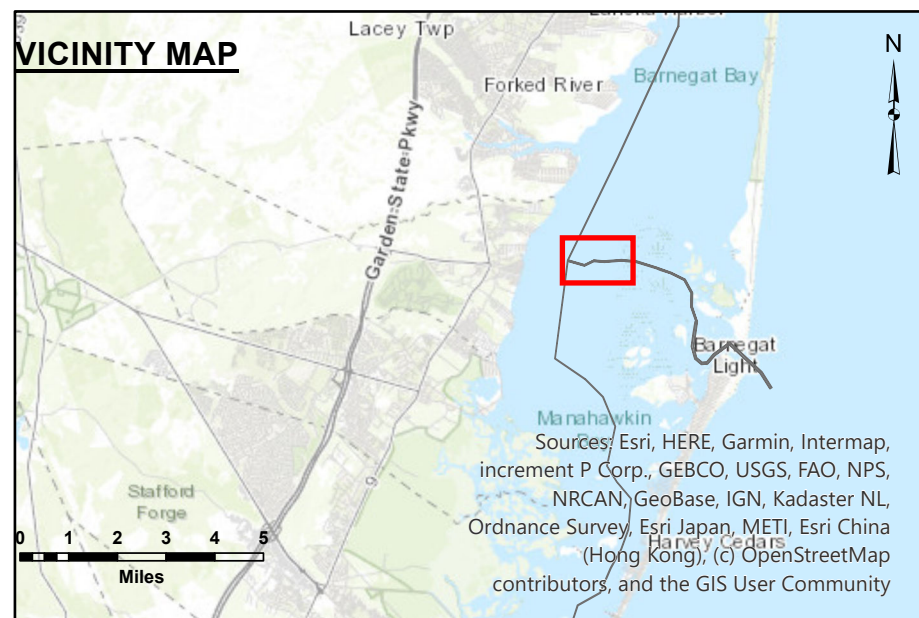 Lacey Twp
VICINITY MAP
N
Forked River
Barnegat Bay
Garden State Pkwy
Barnegat
Light
Manahawkin
Sources: Esri, HERE, Garmin, Intermap,
increment P Corp., GEBCO, USGS, FAO, NPS,
NRCAN, GeoBase, IGN, Kadaster NL,
Ordnance Survey, Esri Japan, METI, Esri China
(Hong Kong), (c) OpenStreetMap
contributors, and the GIS User Community
9
Stafford
Forge
Harvey Cedars
0 1 2 3 4 5
Miles